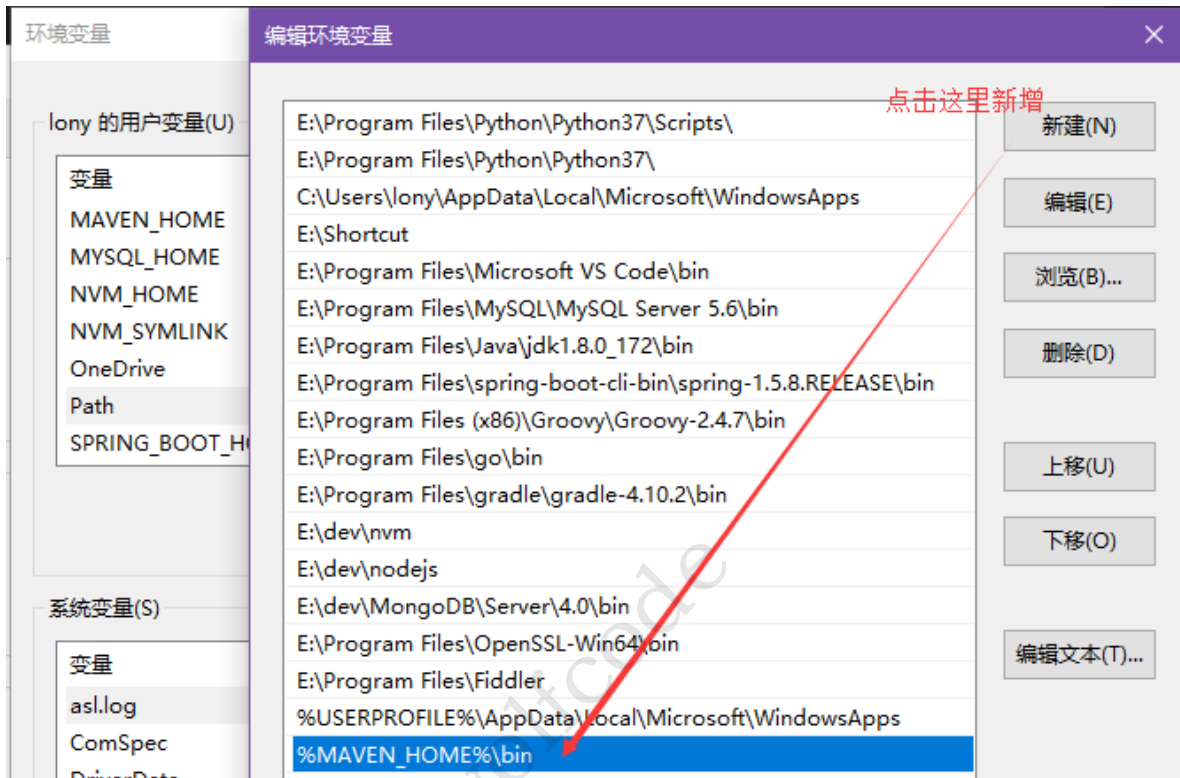 环境变量
编辑环境变量
点击这里新增
lony 的用户变量(U)
变量
MAVEN_HOME
MYSQL_HOME
NVM_HOME
NVM_SYMLINK
OneDrive
Path
SPRING_BOOT_H
E:\Program Files\Python\Python37\Scripts\
E:\Program Files\Python\Python37\
C:\Users\lony\AppData\Local\Microsoft\WindowsApps
E:\Shortcut
E:\Program Files\Microsoft VS Code\bin
E:\Program Files\MySQL\MySQL Server 5.6\bin
E:\Program Files\Java\jdk1.8.0_172\bin
E:\Program Files\spring-boot-cli-bin\spring-1.5.8.RELEASE\bin
E:\Program Files (x86)\Groovy\Groovy-2.4.7\bin
E:\Program Files\go\bin
E:\Program Files\gradle\gradle-4.10.2\bin
E:\dev\nvm
E:\dev\nodejs
E:\dev\MongoDB\Server\4.0\bin
E:\Program Files\OpenSSL-Win64\bin
E:\Program Files\Fiddler
%USERPROFILE%\AppData\Local\Microsoft\WindowsApps
%MAVEN_HOME%\bin
新建(N)
编辑(E)
浏览(B)...
删除(D)
上移(U)
下移(O)
编辑文本(T)...
系统变量(S)
变量
asl.log
ComSpec